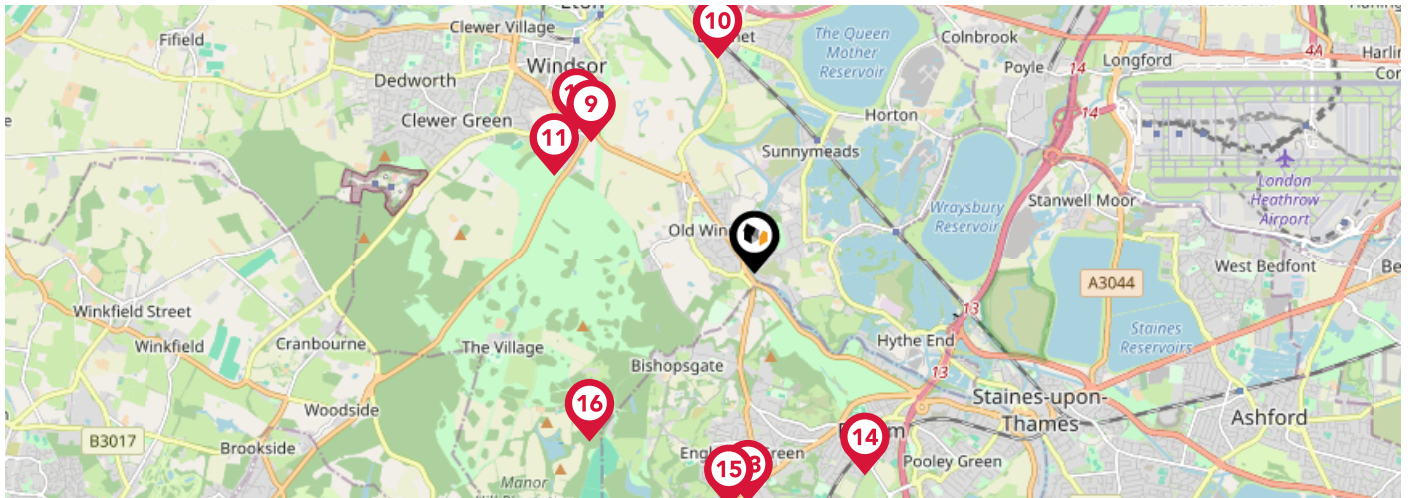 10
Fifield
Clewer Village
Colnbrook
The Queen
Mother
Reservoir
4A
Poyle
14
Longford
Windsor
Dedworth
9
14
Clewer Green
11
Horton
Sunnymeads
London
Heathrow
Airport
Stanwell Moor
Wraysbury
Reservoir
Old Win
West Bedfont
A3044
Winkfield Street
13
Staines
Reservoirs
Winkfield
Cranbourne
The Village
Hythe End
Bishopsgate
13
16
Woodside
Staines-upon-
Thames
Ashford
B3017
Brookside
14
Pooley Green
15
Manor